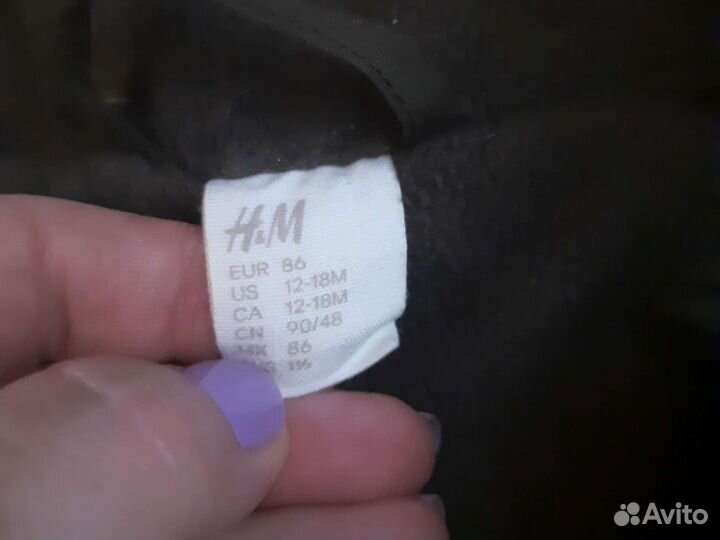 H&M
EUR 86
US 12-18M
CA 12-18M
CN 90/48
MX 86
Avito